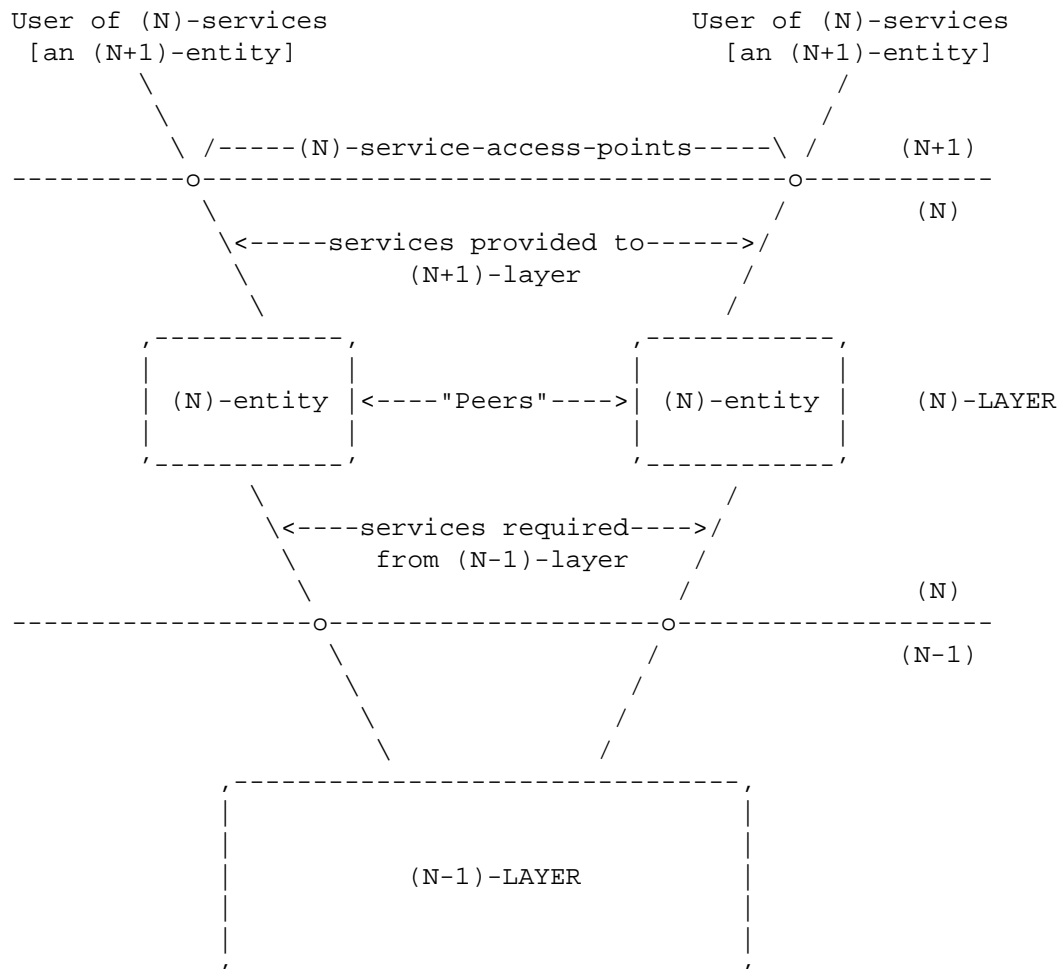 User of (N)-services User of (N)-services
[an (N+1)-entity] [an (N+1)-entity]
(N)-service-access-points (N+1)
(N)
services provided to
(N+1)-layer
(N)-entity "Peers" (N)-entity (N)-LAYER
services required
from (N-1)-layer
(N)
(N-1)
(N-1)-LAYER